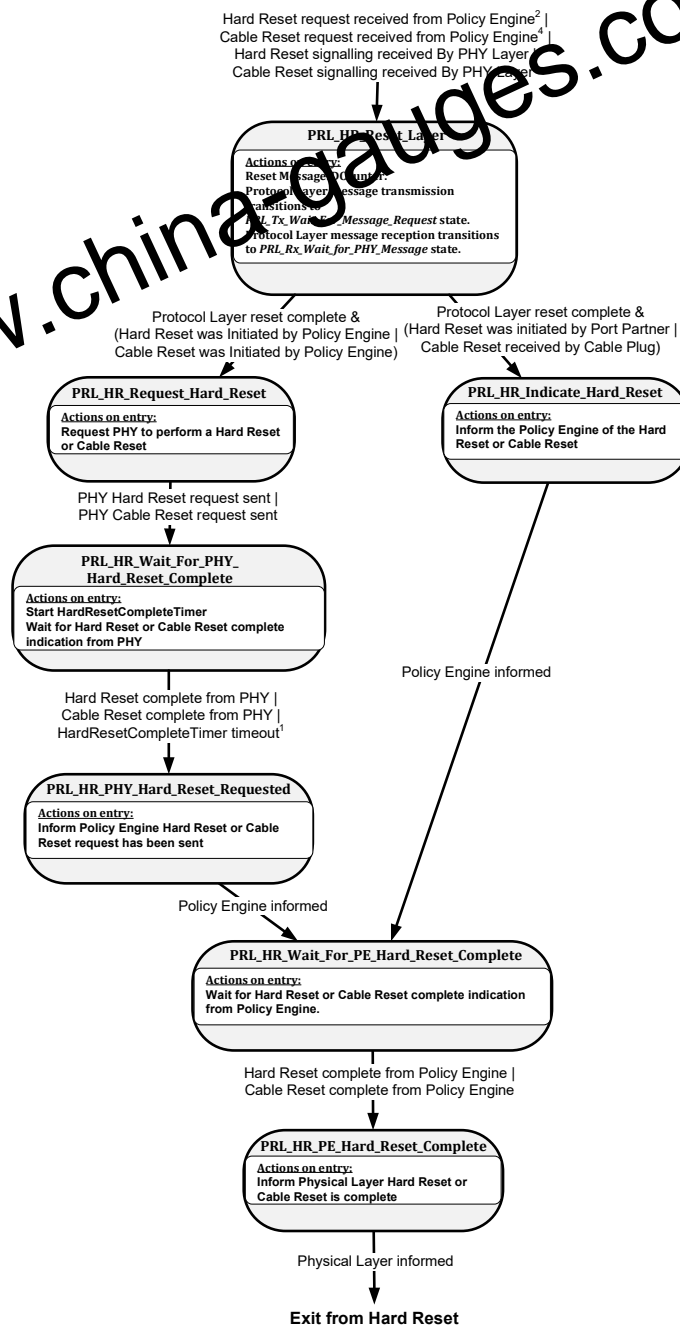 Hard Reset request received from Policy Engine² |
Cable Reset request received from Policy Engine⁴ |
Hard Reset signalling received By PHY Layer |
Cable Reset signalling received By PHY Layer
PRL_HR_Reset_Layer
Actions on entry:
Reset MessageIDCounter.
Protocol Layer message transmission
transitions to
PRL_Tx_Wait_For_Message_Request state.
Protocol Layer message reception transitions
to PRL_Rx_Wait_for_PHY_Message state.
Protocol Layer reset complete &
(Hard Reset was Initiated by Policy Engine |
Cable Reset was Initiated by Policy Engine)
Protocol Layer reset complete &
(Hard Reset was initiated by Port Partner |
Cable Reset received by Cable Plug)
PRL_HR_Request_Hard_Reset
Actions on entry:
Request PHY to perform a Hard Reset
or Cable Reset
PRL_HR_Indicate_Hard_Reset
Actions on entry:
Inform the Policy Engine of the Hard
Reset or Cable Reset
PHY Hard Reset request sent |
PHY Cable Reset request sent
PRL_HR_Wait_For_PHY_
Hard_Reset_Complete
Actions on entry:
Start HardResetCompleteTimer
Wait for Hard Reset or Cable Reset complete
indication from PHY
Policy Engine informed
Hard Reset complete from PHY |
Cable Reset complete from PHY |
HardResetCompleteTimer timeout¹
PRL_HR_PHY_Hard_Reset_Requested
Actions on entry:
Inform Policy Engine Hard Reset or Cable
Reset request has been sent
Policy Engine informed
PRL_HR_Wait_For_PE_Hard_Reset_Complete
Actions on entry:
Wait for Hard Reset or Cable Reset complete indication
from Policy Engine.
Hard Reset complete from Policy Engine |
Cable Reset complete from Policy Engine
PRL_HR_PE_Hard_Reset_Complete
Actions on entry:
Inform Physical Layer Hard Reset or
Cable Reset is complete
Physical Layer informed
Exit from Hard Reset
w.china-gauges.co